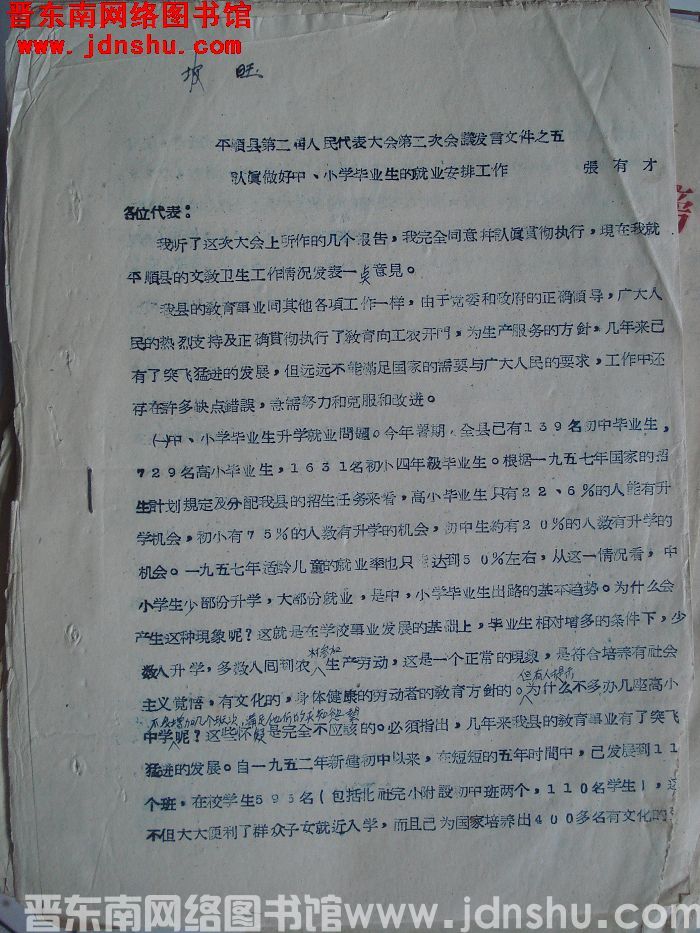 晋东南网络图书馆
www.jdnshu.com
旺
平順县第二屆人民代表大会第二次会議发言文件之五
認眞做好中、小学毕业生的就业安排工作 張有才
各位代表：
我听了这次大会上所作的几个报告，我完全同意幷認眞貫彻执行，現在我就
平順县的文敎卫生工作情况发表一点意見。
我县的敎育事业同其他各項工作一样，由于党委和政府的正确領导，广大人
民的热烈支持及正确貫彻执行了敎育向工农开門，为生产服务的方針，几年来已
有了突飞猛进的发展，但远远不能滿足国家的需要与广大人民的要求，工作中还
存在許多缺点錯誤，急需努力和克服和改进。
㈠中、小学毕业生升学就业問題。今年暑期，全县已有139名初中毕业生，
729名高小毕业生，1631名初小四年級毕业生。根据一九五七年国家的招
生計划規定及分配我县的招生任务来看，高小毕业生只有22、6％的人能有升
学机会，初小有75％的人数有升学的机会，初中生約有20％的人数有升学的
机会。一九五七年适龄儿童的就业率也只达到50％左右，从这一情况看，中
小学生少部份升学，大部份就业，是中，小学毕业生出路的基本趋势。为什么会
产生这种現象呢？这就是在学校事业发展的基础上，毕业生相对增多的条件下，少
数人升学，多数人回到农村参加生产劳动，这是一个正常的現象，是符合培养有社会
主义覚悟，有文化的，身体健康的劳动者的敎育方針的。但有人提出为什么不多办几座高小
中学呢？这些怀疑是完全不应該的。必須指出，几年来我县的敎育事业有了突飞
猛进的发展。自一九五二年新建初中以来，在短短的五年时間中，已发展到11
个班，在校学生595名（包括北社完小附設初中班两个，110名学生），这
不但大大便利了群众子女就近入学，而且已为国家培养出400多名有文化的
晋东南网络图书馆 www.jdnshu.com